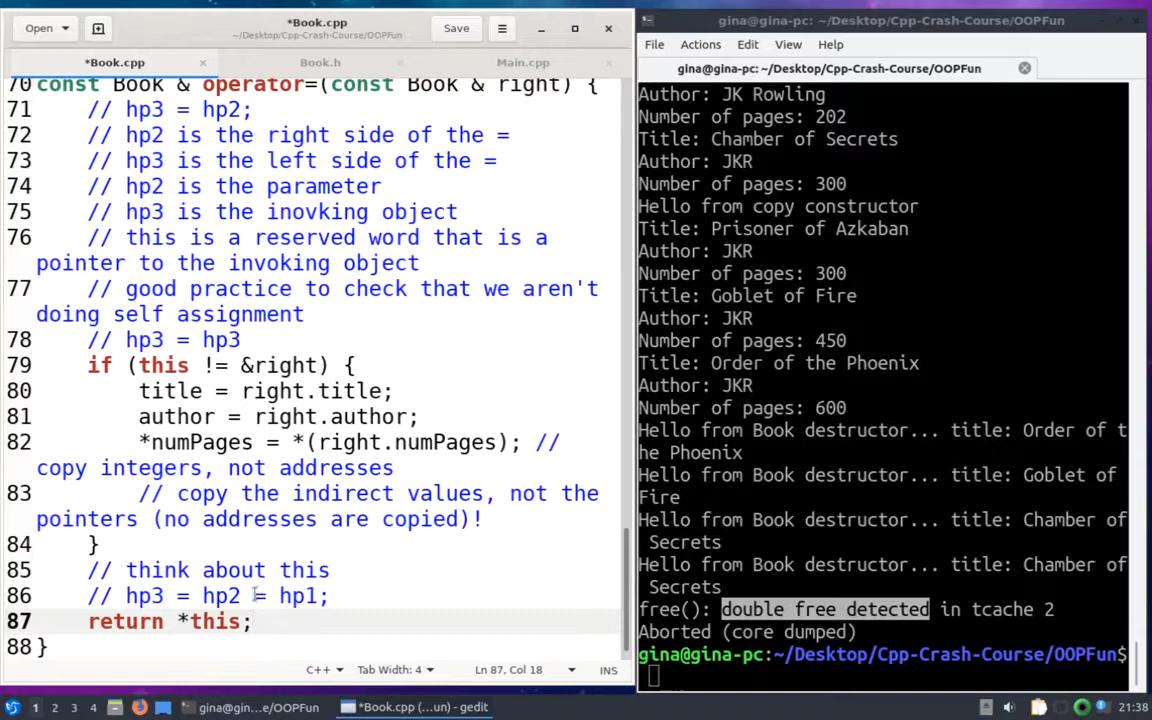 Open
*Book.cpp
~/Desktop/Cpp-Crash-Course/OOPFun
Save
*Book.cpp
Book.h
Main.cpp
70 const Book & operator=(const Book & right) {
71 // hp3 = hp2;
72 // hp2 is the right side of the =
73 // hp3 is the left side of the =
74 // hp2 is the parameter
75 // hp3 is the inovking object
76 // this is a reserved word that is a
pointer to the invoking object
77 // good practice to check that we aren't
doing self assignment
78 // hp3 = hp3
79 if (this != &right) {
80 title = right.title;
81 author = right.author;
82 *numPages = *(right.numPages); //
copy integers, not addresses
83 // copy the indirect values, not the
pointers (no addresses are copied)!
84 }
85 // think about this
86 // hp3 = hp2 = hp1;
87 return *this;
88 }
C++
Tab Width: 4
Ln 87, Col 18
INS
gina@gina-pc: ~/Desktop/Cpp-Crash-Course/OOPFun
File Actions Edit View Help
gina@gina-pc: ~/Desktop/Cpp-Crash-Course/OOPFun
Author: JK Rowling
Number of pages: 202
Title: Chamber of Secrets
Author: JKR
Number of pages: 300
Hello from copy constructor
Title: Prisoner of Azkaban
Author: JKR
Number of pages: 300
Title: Goblet of Fire
Author: JKR
Number of pages: 450
Title: Order of the Phoenix
Author: JKR
Number of pages: 600
Hello from Book destructor... title: Order of t
he Phoenix
Hello from Book destructor... title: Goblet of
Fire
Hello from Book destructor... title: Chamber of
Secrets
Hello from Book destructor... title: Chamber of
Secrets
free(): double free detected in tcache 2
Aborted (core dumped)
gina@gina-pc:~/Desktop/Cpp-Crash-Course/OOPFun$
1 2 3 4
gina@gin...e/OOPFun
*Book.cpp (...un) - gedit
21:38